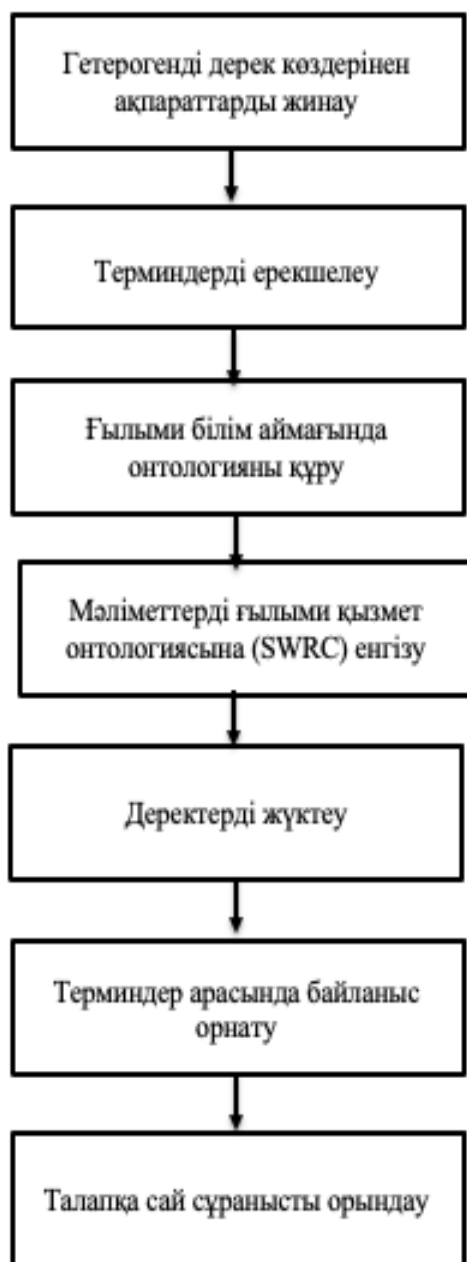 Гетерогенді дерек көздерінен
ақпараттарды жинау
Терминдерді ерекшелеу
Ғылыми білім аймағында
онтологияны құру
Мәліметтерді ғылыми қызмет
онтологиясына (SWRC) енгізу
Деректерді жүктеу
Терминдер арасында байланыс
орнату
Талапқа сай сұранысты орындау